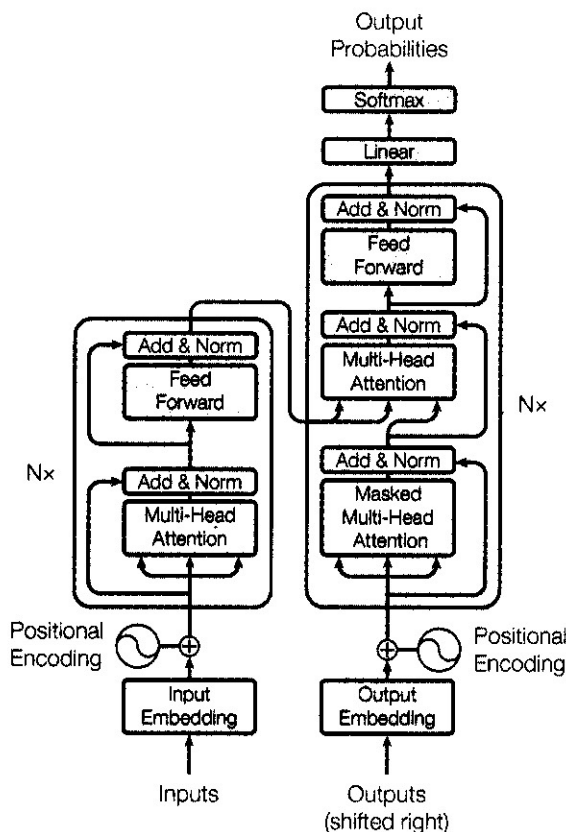 Output
Probabilities
Softmax
Linear
Add & Norm
Feed
Forward
Add & Norm
Multi-Head
Attention
Add & Norm
Masked
Multi-Head
Attention
Nx
Add & Norm
Feed
Forward
Add & Norm
Multi-Head
Attention
Nx
Positional
Encoding
Positional
Encoding
Input
Embedding
Output
Embedding
Inputs
Outputs
(shifted right)